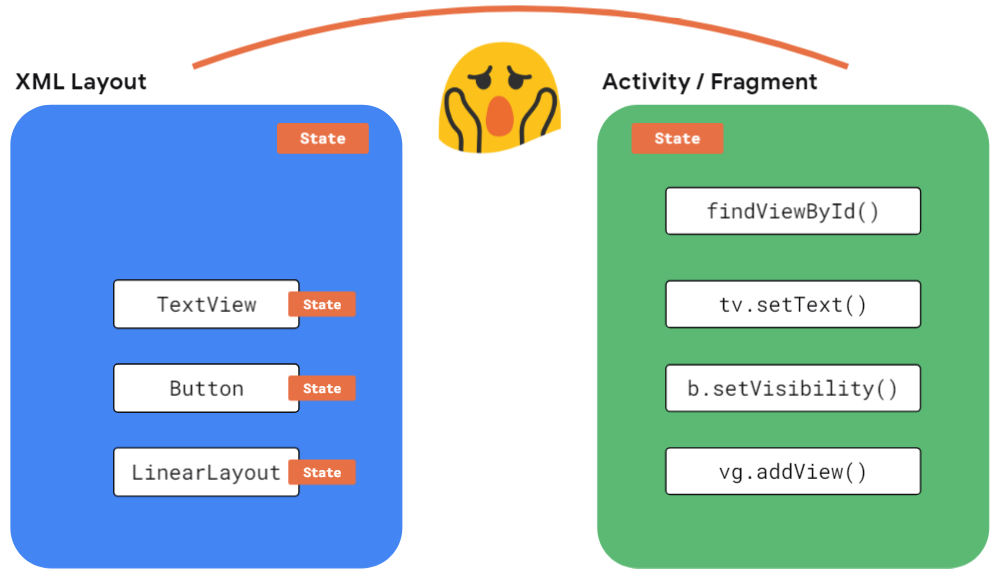 XML Layout
State
TextView
State
Button
State
LinearLayout
State
Activity / Fragment
State
findViewById()
tv.setText()
b.setVisibility()
vg.addView()